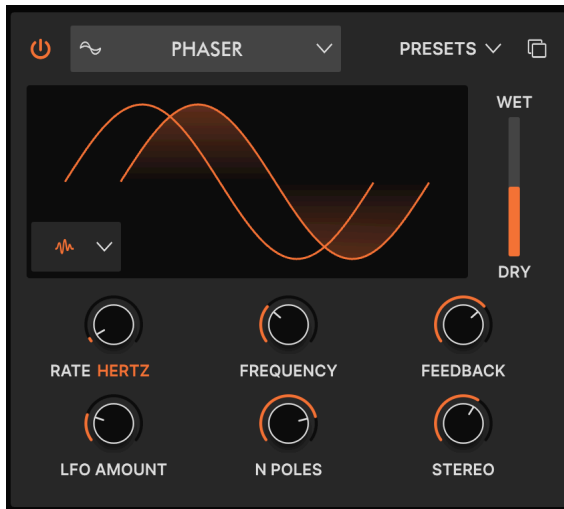 PHASER PRESETS
WET
DRY
RATE HERTZ FREQUENCY FEEDBACK
LFO AMOUNT N POLES STEREO